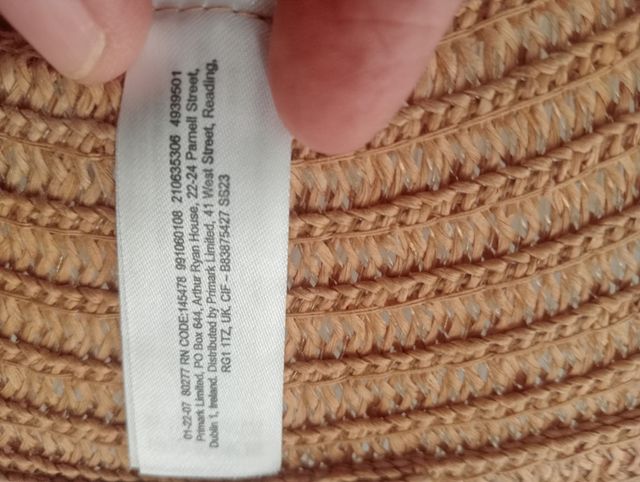 01-22-07 80277 RN CODE:145478 991060108 210635306 4939501
Primark Limited, PO Box 644, Arthur Ryan House, 22-24 Parnell Street,
Dublin 1, Ireland. Distributed by Primark Limited, 41 West Street, Reading,
RG1 1TZ, UK. CIF – B83875427 SS23